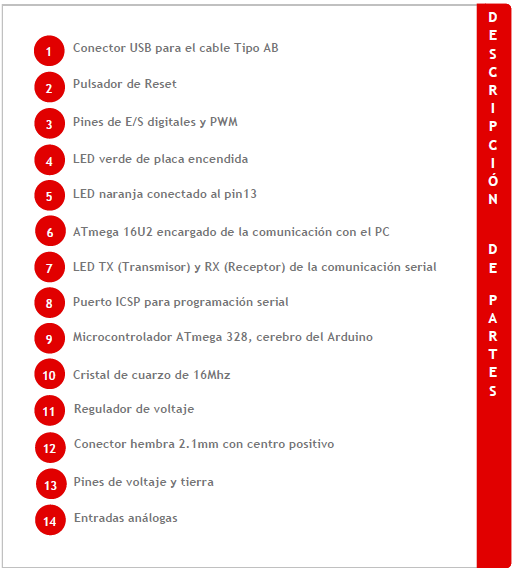 1 Conector USB para el cable Tipo AB
2 Pulsador de Reset
3 Pines de E/S digitales y PWM
4 LED verde de placa encendida
5 LED naranja conectado al pin13
6 ATmega 16U2 encargado de la comunicación con el PC
7 LED TX (Transmisor) y RX (Receptor) de la comunicación serial
8 Puerto ICSP para programación serial
9 Microcontrolador ATmega 328, cerebro del Arduino
10 Cristal de cuarzo de 16Mhz
11 Regulador de voltaje
12 Conector hembra 2.1mm con centro positivo
13 Pines de voltaje y tierra
14 Entradas análogas
DESCRIPCIÓN DE PARTES